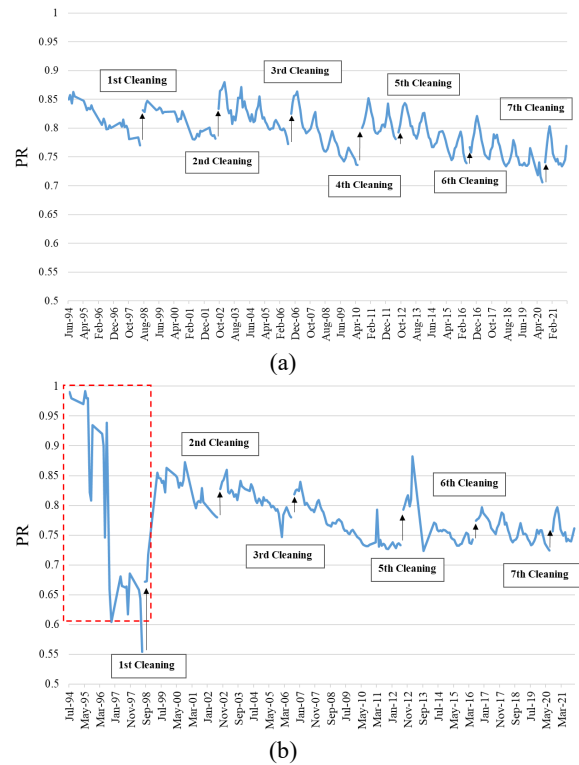 (a)
1
0.95
0.9
0.85
0.8
0.75
0.7
0.65
0.6
0.55
0.5
PR
1st Cleaning
2nd Cleaning
3rd Cleaning
4th Cleaning
5th Cleaning
6th Cleaning
7th Cleaning
Jun-94
Apr-95
Feb-96
Dec-96
Oct-97
Aug-98
Jun-99
Apr-00
Feb-01
Dec-01
Oct-02
Aug-03
Jun-04
Apr-05
Feb-06
Dec-06
Oct-07
Aug-08
Jun-09
Apr-10
Feb-11
Dec-11
Oct-12
Aug-13
Jun-14
Apr-15
Feb-16
Dec-16
Oct-17
Aug-18
Jun-19
Apr-20
Feb-21
(a)
1
0.95
0.9
0.85
0.8
0.75
0.7
0.65
0.6
0.55
0.5
PR
1st Cleaning
2nd Cleaning
3rd Cleaning
5th Cleaning
6th Cleaning
7th Cleaning
Jul-94
May-95
Mar-96
Jan-97
Nov-97
Sep-98
Jul-99
May-00
Mar-01
Jan-02
Nov-02
Sep-03
Jul-04
May-05
Mar-06
Jan-07
Nov-07
Sep-08
Jul-09
May-10
Mar-11
Jan-12
Nov-12
Sep-13
Jul-14
May-15
Mar-16
Jan-17
Nov-17
Sep-18
Jul-19
May-20
Mar-21
(b)
(b)